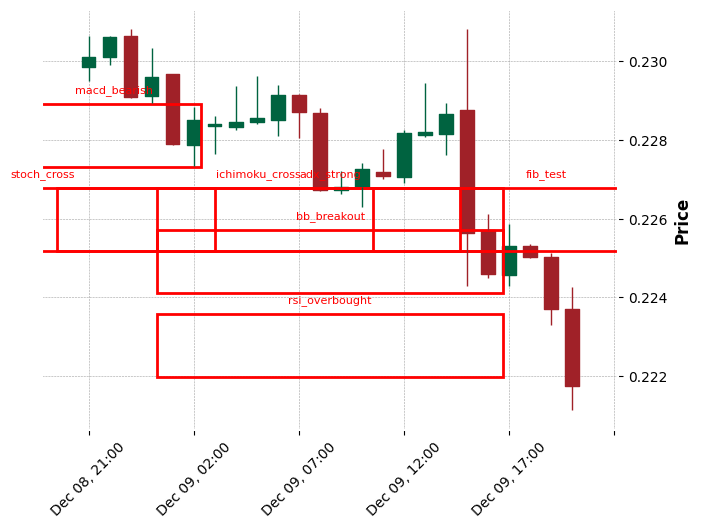 0.230
macd_bearish
0.228
stoch_cross
ichimoku_cross
adx_strong
fib_test
0.226
bb_breakout
Price
0.224
rsi_overbought
0.222
Dec 08, 21:00
Dec 09, 02:00
Dec 09, 07:00
Dec 09, 12:00
Dec 09, 17:00